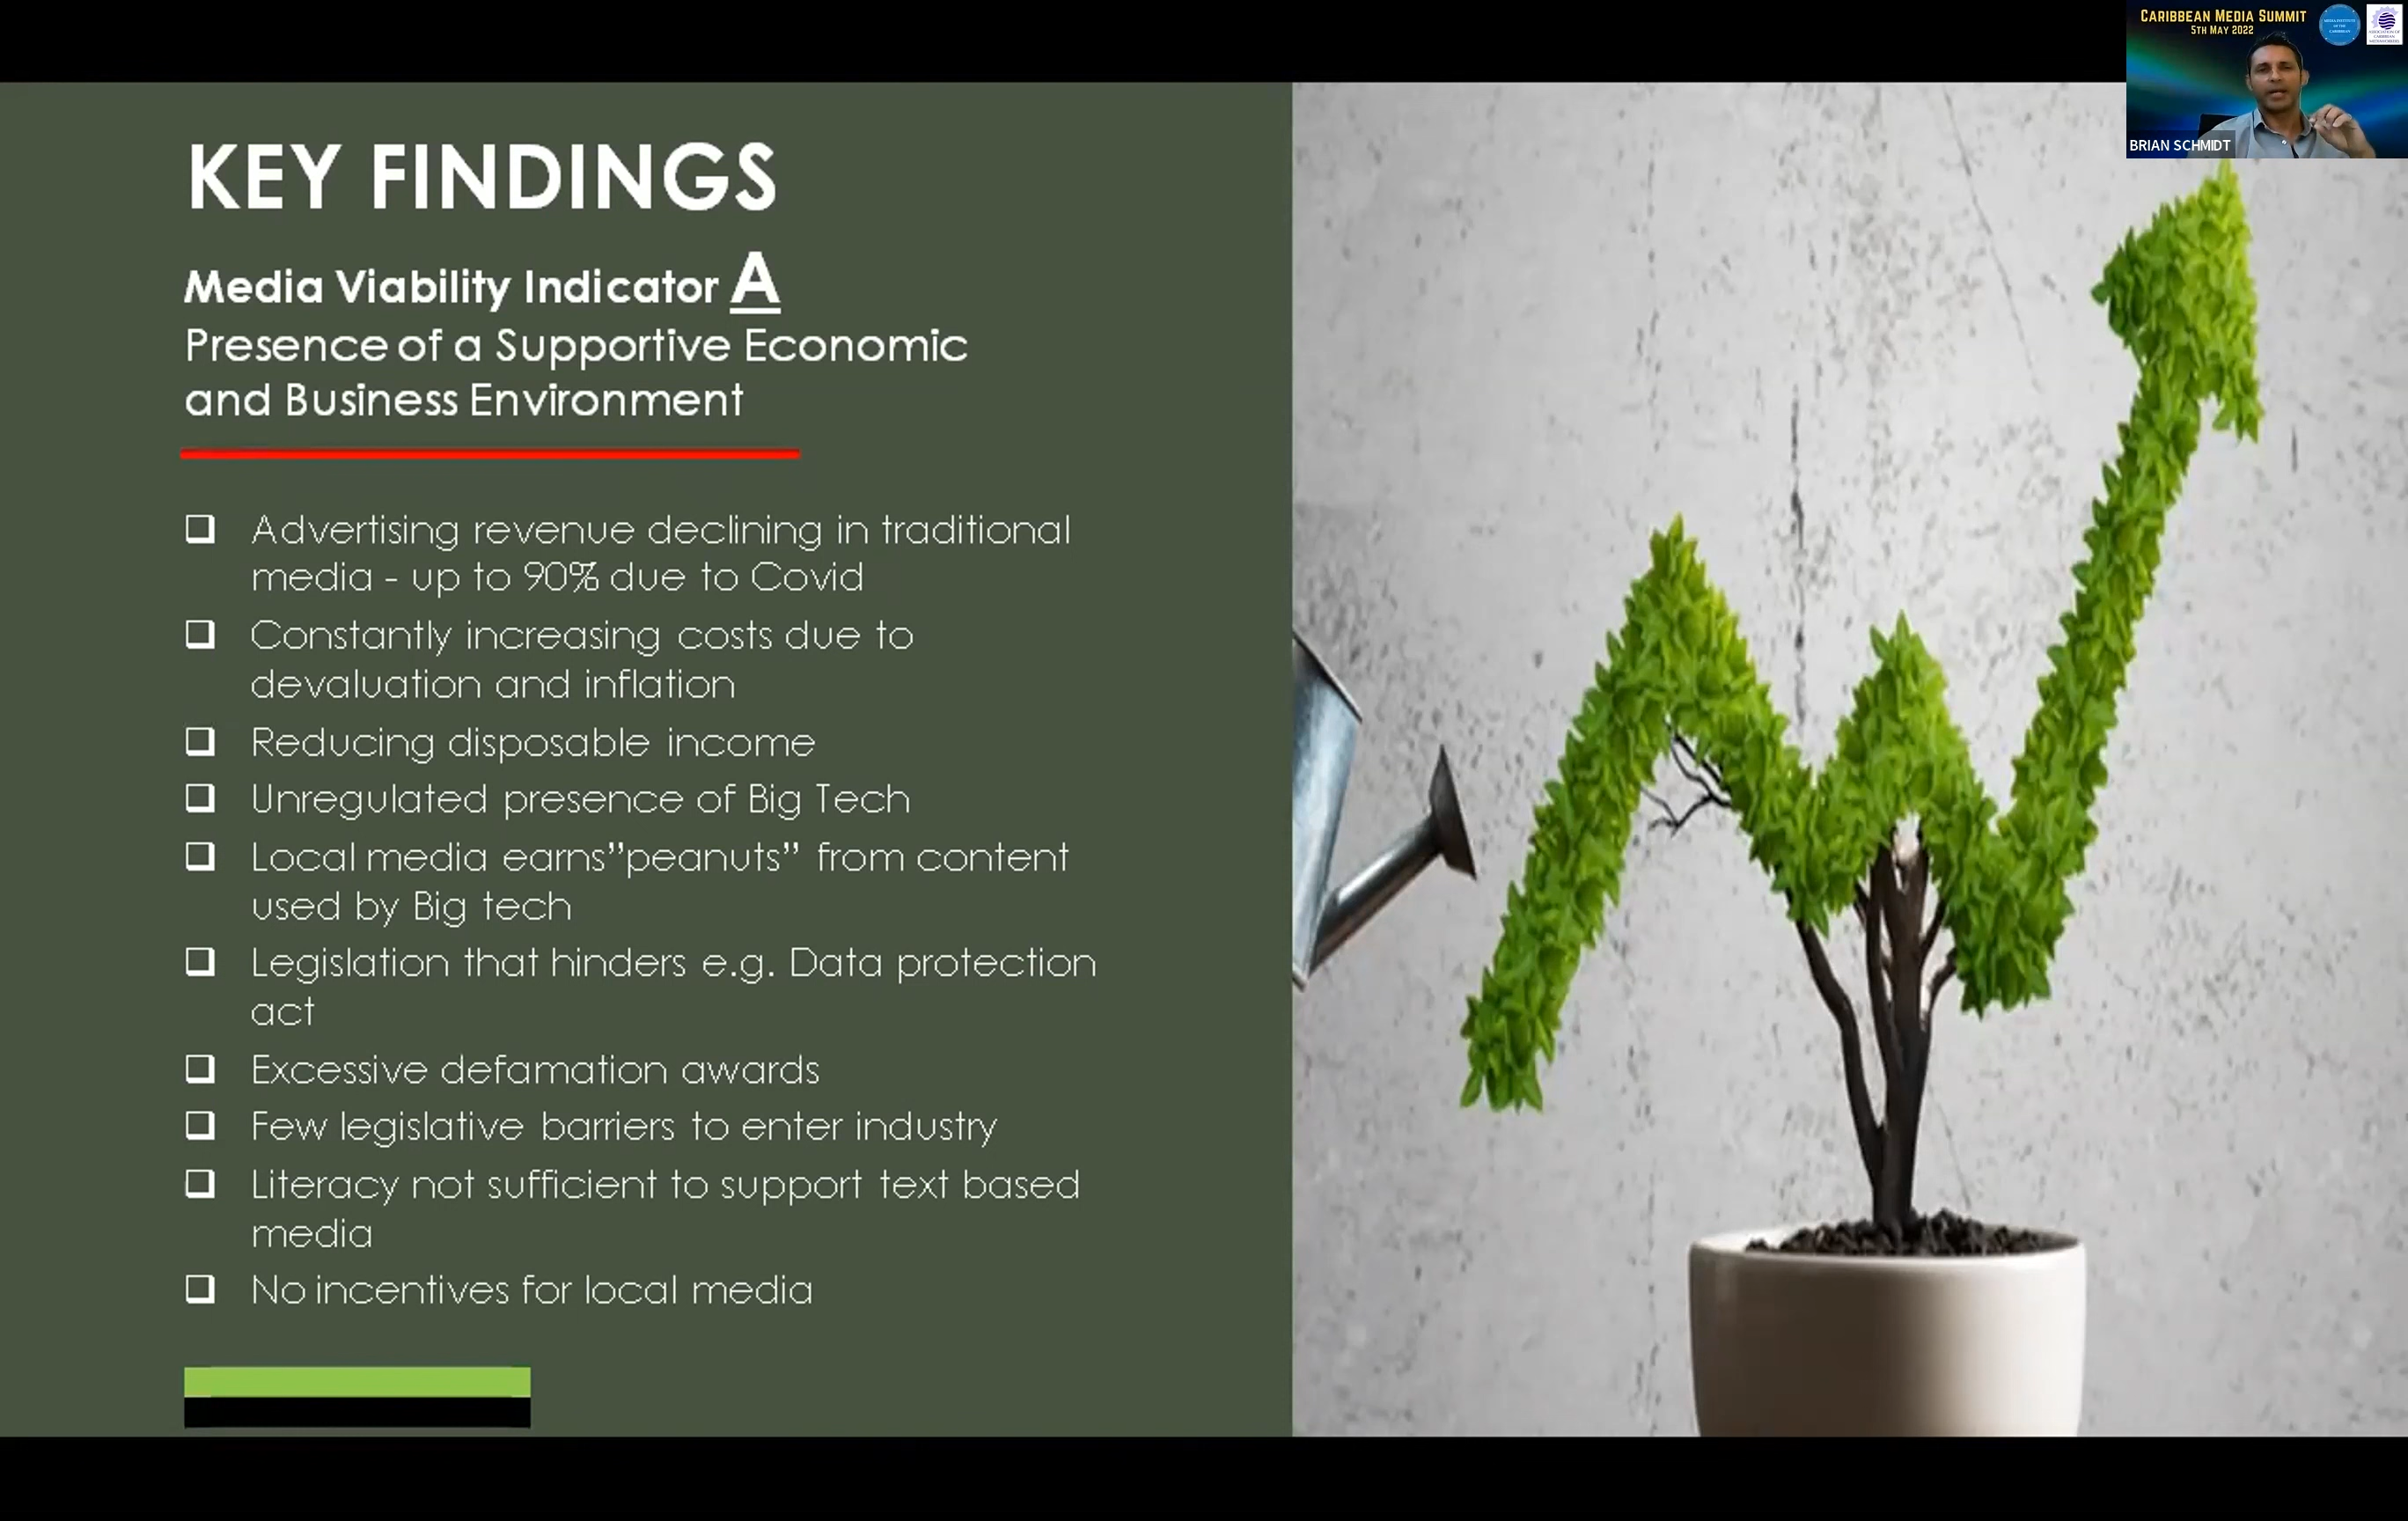 CARIBBEAN MEDIA SUMMIT
5TH MAY 2022
BRIAN SCHMIDT
KEY FINDINGS
Media Viability Indicator A
Presence of a Supportive Economic
and Business Environment
❑ Advertising revenue declining in traditional
media - up to 90% due to Covid
❑ Constantly increasing costs due to
devaluation and inflation
❑ Reducing disposable income
❑ Unregulated presence of Big Tech
❑ Local media earns”peanuts” from content
used by Big tech
❑ Legislation that hinders e.g. Data protection
act
❑ Excessive defamation awards
❑ Few legislative barriers to enter industry
❑ Literacy not sufficient to support text based
media
❑ No incentives for local media